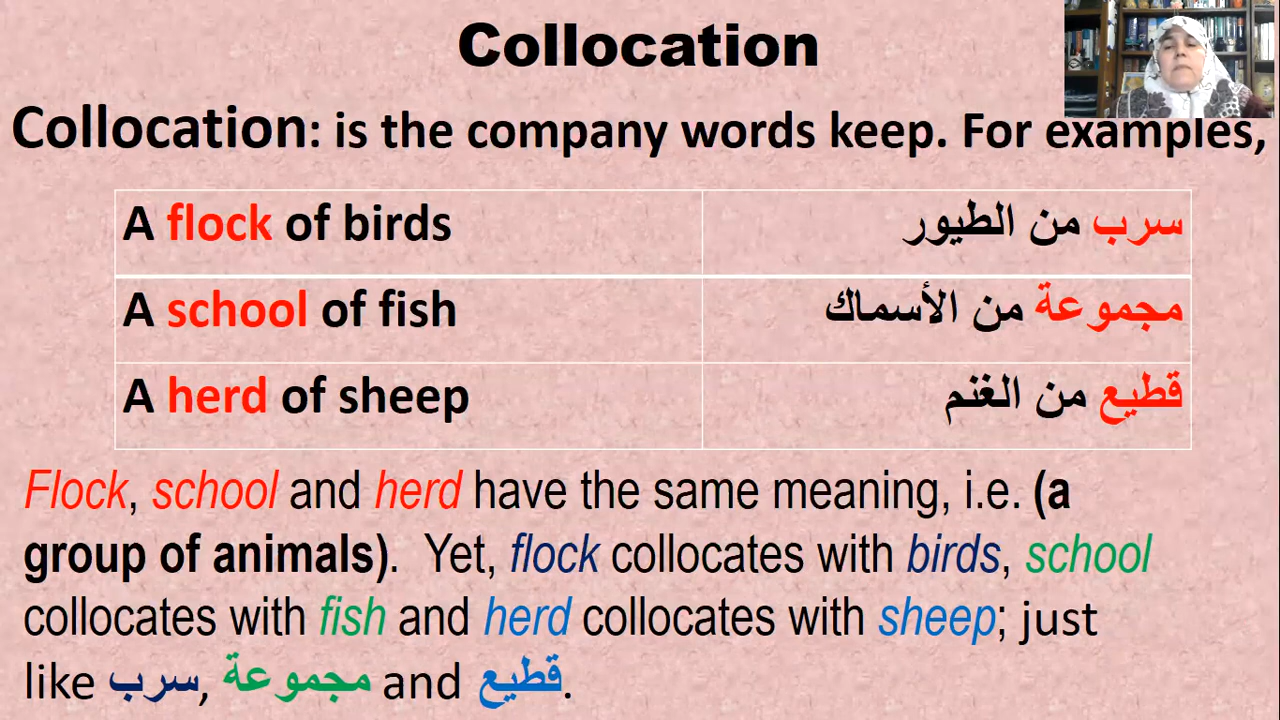 Collocation
Collocation: is the company words keep. For examples,
A flock of birds
سرب من الطيور
A school of fish
مجموعة من الأسماك
A herd of sheep
قطيع من الغنم
Flock, school and herd have the same meaning, i.e. (a
group of animals). Yet, flock collocates with birds, school
collocates with fish and herd collocates with sheep; just
like سرب, مجموعة and قطيع.